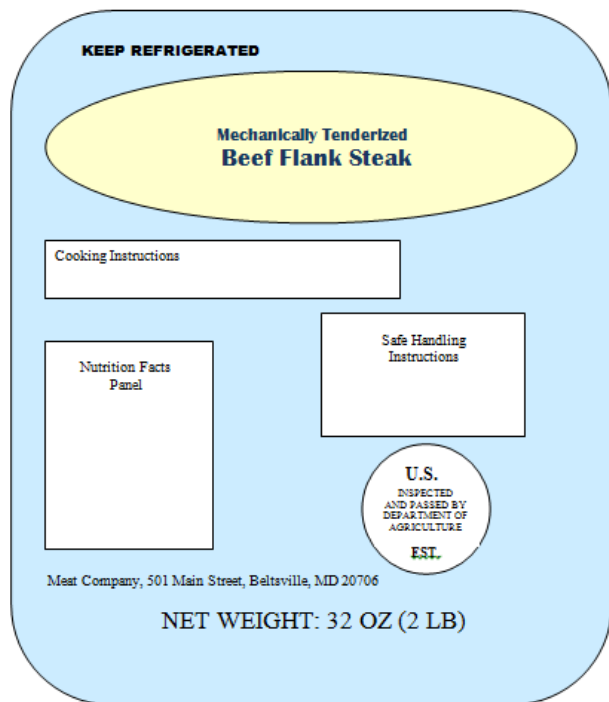 KEEP REFRIGERATED
Mechanically Tenderized
Beef Flank Steak
Cooking Instructions
Safe Handling
Instructions
Nutrition Facts
Panel
U.S.
INSPECTED
AND PASSED BY
DEPARTMENT OF
AGRICULTURE
EST.
Meat Company, 501 Main Street, Beltsville, MD 20706
NET WEIGHT: 32 OZ (2 LB)